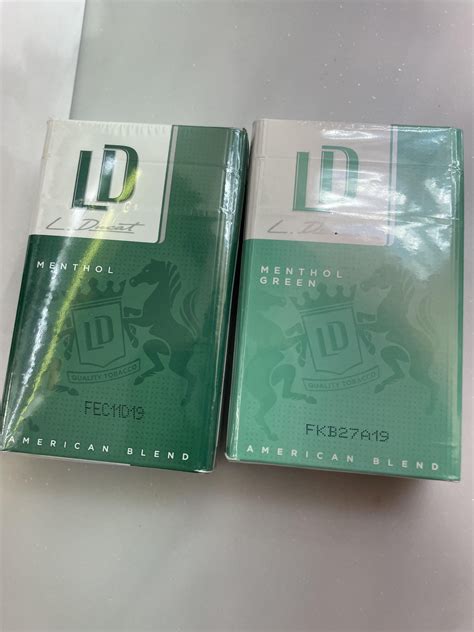 LD
L. Ducat
MENTHOL
LD
QUALITY TOBACCO
FEC11D19
AMERICAN BLEND
LD
MENTHOL
GREEN
LD
QUALITY TOBACCO
FKB27A19
AMERICAN BLEND